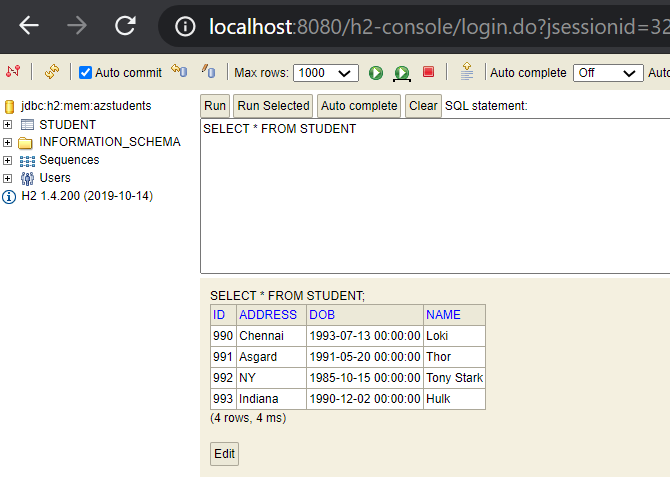 localhost:8080/h2-console/login.do?jsessionid=32
Auto commit Max rows: 1000 Auto complete Off Auto
jdbc:h2:mem:azstudents
STUDENT
INFORMATION_SCHEMA
Sequences
Users
H2 1.4.200 (2019-10-14)
Run Run Selected Auto complete Clear SQL statement:
SELECT * FROM STUDENT
SELECT * FROM STUDENT;
ID ADDRESS DOB NAME
990 Chennai 1993-07-13 00:00:00 Loki
991 Asgard 1991-05-20 00:00:00 Thor
992 NY 1985-10-15 00:00:00 Tony Stark
993 Indiana 1990-12-02 00:00:00 Hulk
(4 rows, 4 ms)
Edit